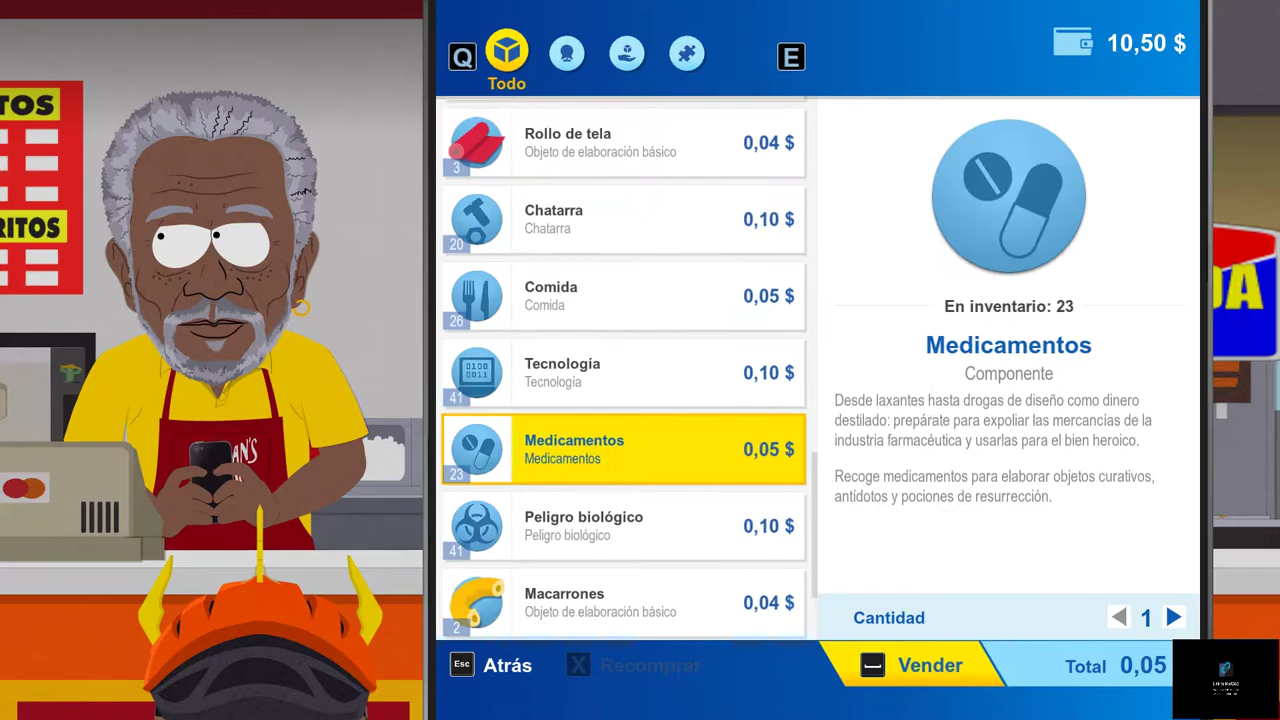 TOS
RITOS
AN'S
DA
Q
E
Todo
10,50 $
Rollo de tela
Objeto de elaboración básico
0,04 $
3
Chatarra
Chatarra
0,10 $
20
Comida
Comida
0,05 $
26
Tecnología
Tecnología
0,10 $
0100
0011
41
Medicamentos
Medicamentos
0,05 $
23
Peligro biológico
Peligro biológico
0,10 $
41
Macarrones
Objeto de elaboración básico
0,04 $
2
En inventario: 23
Medicamentos
Componente
Desde laxantes hasta drogas de diseño como dinero
destilado: prepárate para expoliar las mercancías de la
industria farmacéutica y usarlas para el bien heroico.
Recoge medicamentos para elaborar objetos curativos,
antídotos y pociones de resurrección.
Cantidad
1
Esc
Atrás
X
Recomprar
Vender
Total 0,05